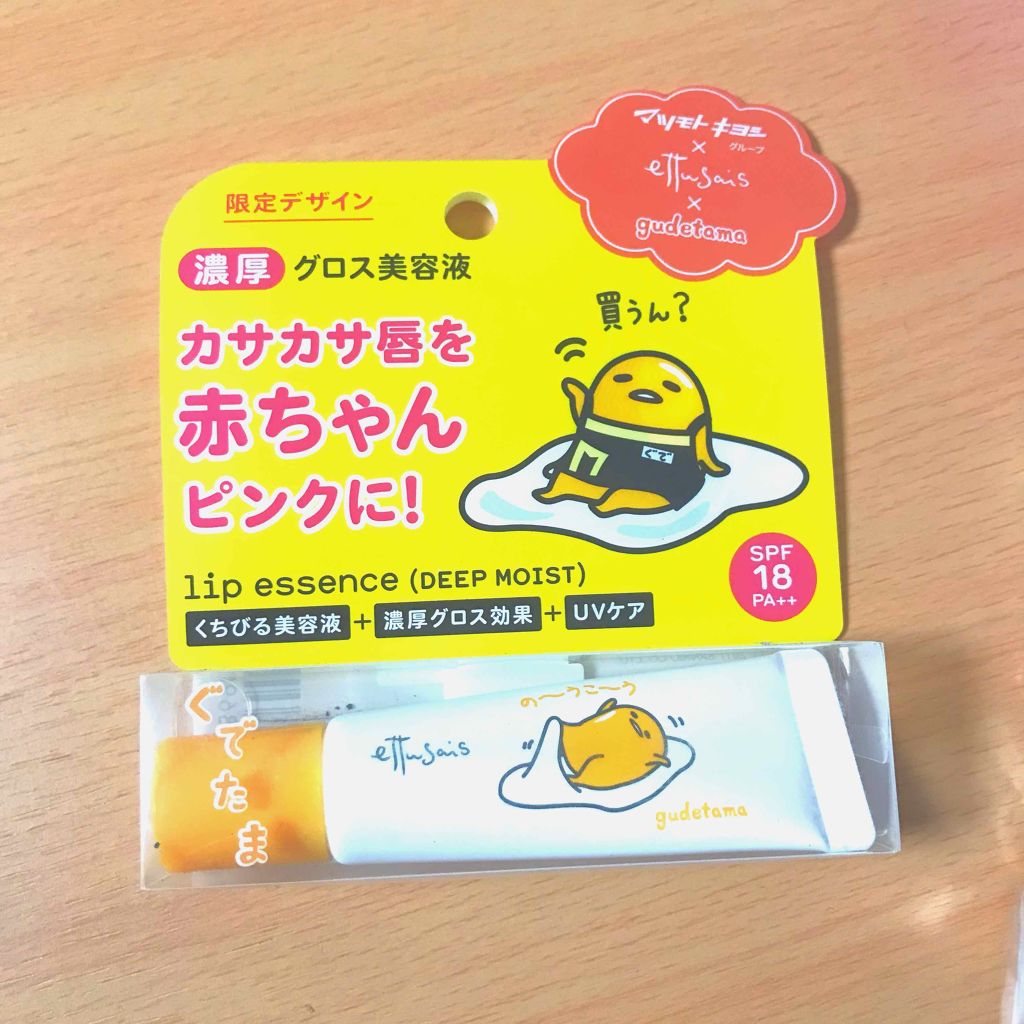 マツモト キヨシ
グループ
×
ettusais
×
gudetama
限定デザイン
濃厚 グロス美容液
カサカサ唇を
赤ちゃん
ピンクに!
買うん?
ぐで
SPF
18
PA++
lip essence (DEEP MOIST)
くちびる美容液 + 濃厚グロス効果 + UVケア
ぐでたま
ettusais
の〜うこ〜う
gudetama